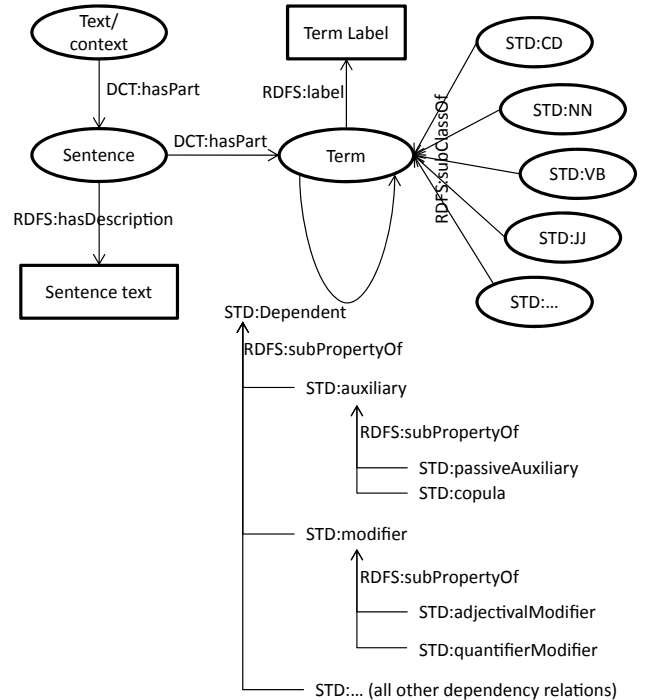 Text/
context
Term Label
STD:CD
DCT:hasPart
RDFS:label
STD:NN
DCT:hasPart
Sentence
Term
RDFS:subClassOf
STD:VB
RDFS:hasDescription
STD:JJ
Sentence text
STD:...
STD:Dependent
RDFS:subPropertyOf
STD:auxiliary
RDFS:subPropertyOf
STD:passiveAuxiliary
STD:copula
STD:modifier
RDFS:subPropertyOf
STD:adjectivalModifier
STD:quantifierModifier
STD:... (all other dependency relations)